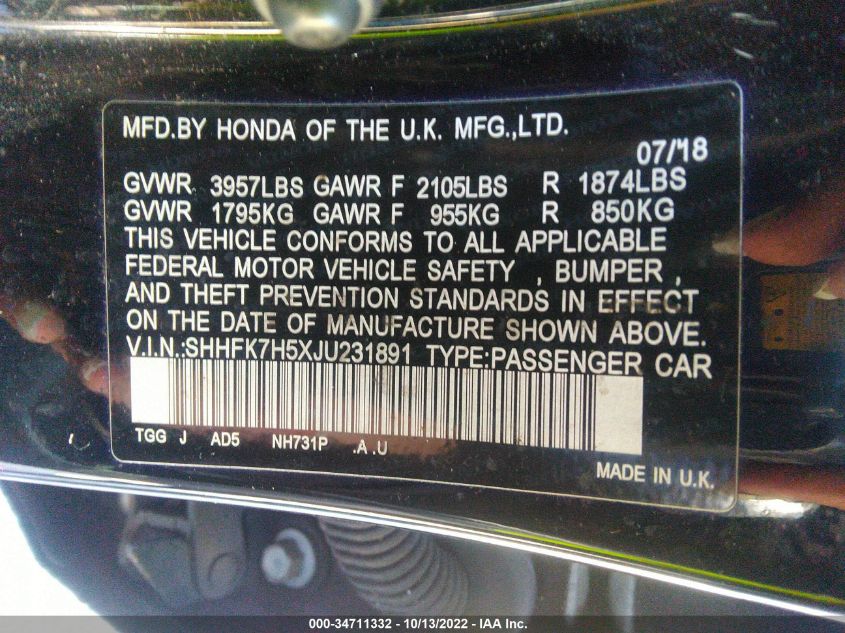 MFD.BY HONDA OF THE U.K. MFG.,LTD.
07/18
GVWR 3957LBS GAWR F 2105LBS R 1874LBS
GVWR 1795KG GAWR F 955KG R 850KG
THIS VEHICLE CONFORMS TO ALL APPLICABLE
FEDERAL MOTOR VEHICLE SAFETY , BUMPER ,
AND THEFT PREVENTION STANDARDS IN EFFECT
ON THE DATE OF MANUFACTURE SHOWN ABOVE.
V.I.N.:SHHFK7H5XJU231891 TYPE:PASSENGER CAR
TGG J AD5 NH731P .A .U
MADE IN U.K.
000-34711332 - 10/13/2022 - IAA Inc.